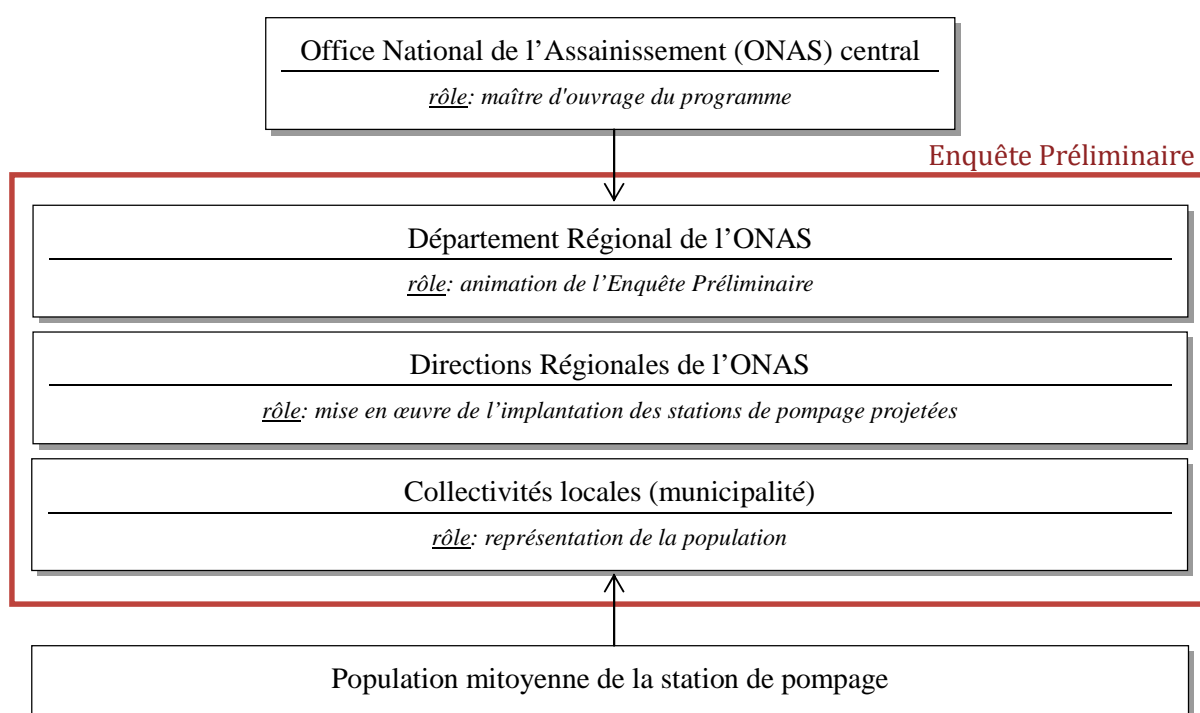 Office National de l’Assainissement (ONAS) central
rôle: maître d'ouvrage du programme
Enquête Préliminaire
Département Régional de l’ONAS
rôle: animation de l’Enquête Préliminaire
Directions Régionales de l’ONAS
rôle: mise en œuvre de l’implantation des stations de pompage projetées
Collectivités locales (municipalité)
rôle: représentation de la population
Population mitoyenne de la station de pompage